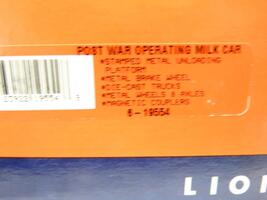 POST WAR OPERATING MILK CAR
*STAMPED METAL UNLOADING
PLATFORM
*METAL BRAKE WHEEL
*DIE-CAST TRUCKS
*METAL WHEELS & AXLES
*MAGNETIC COUPLERS
6-19554
LIO